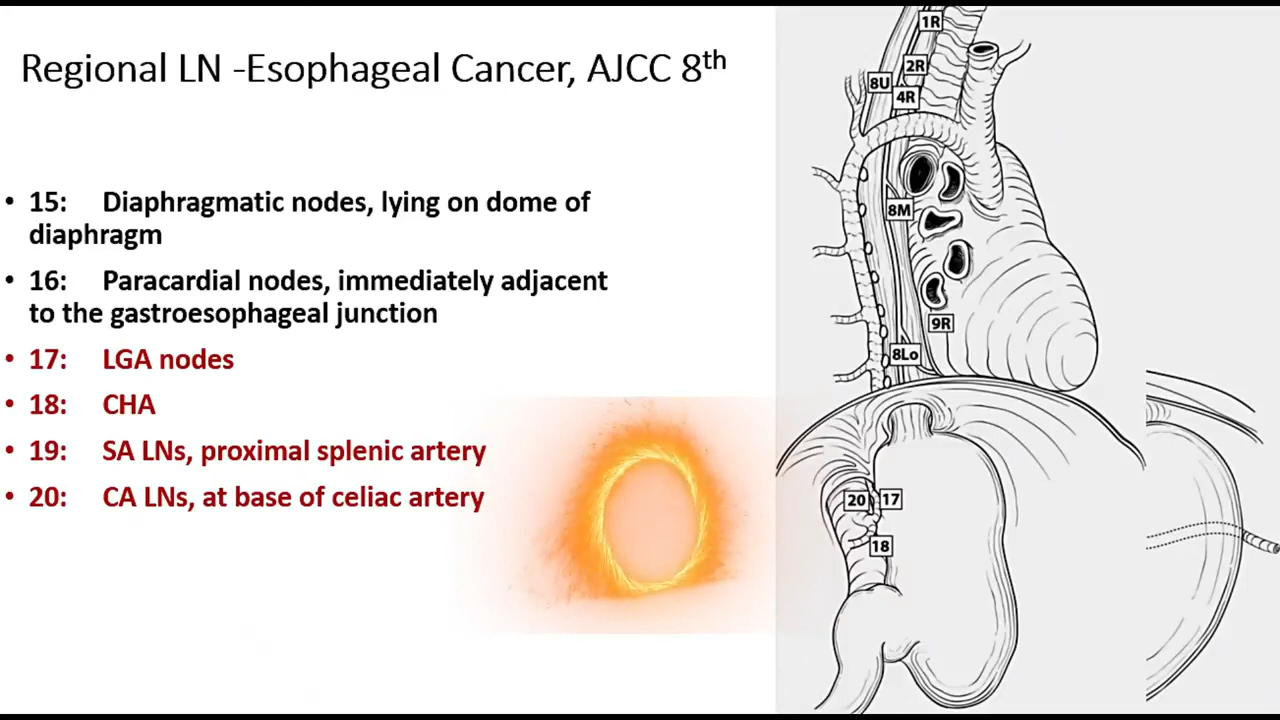 Regional LN -Esophageal Cancer, AJCC 8th
• 15: Diaphragmatic nodes, lying on dome of
diaphragm
• 16: Paracardial nodes, immediately adjacent
to the gastroesophageal junction
• 17: LGA nodes
• 18: CHA
• 19: SA LNs, proximal splenic artery
• 20: CA LNs, at base of celiac artery
1R
2R
8U
4R
8M
9R
8Lo
20
17
18